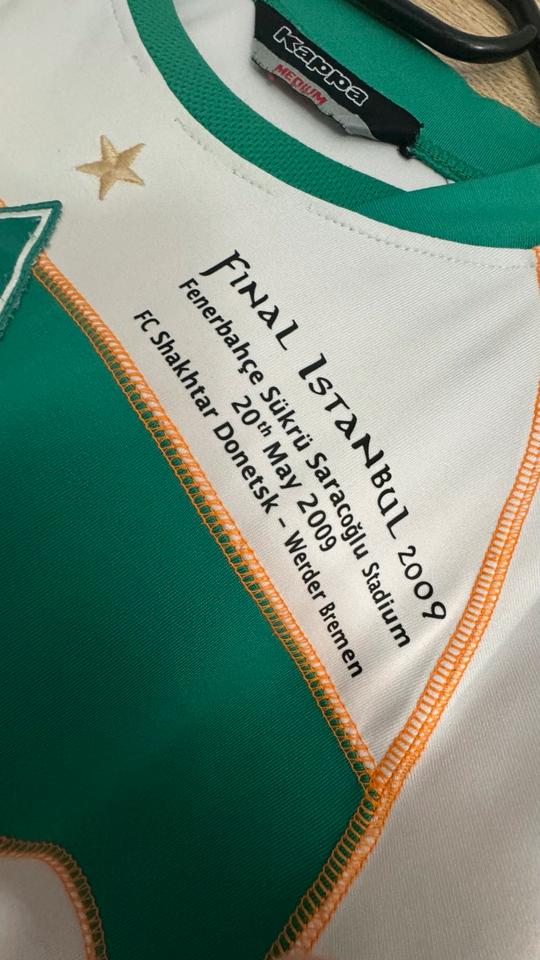 Kappa
MEDIUM
FINAL ISTANBUL 2009
Fenerbahçe Sükrü Saracoğlu Stadium
20th May 2009
FC Shakhtar Donetsk – Werder Bremen